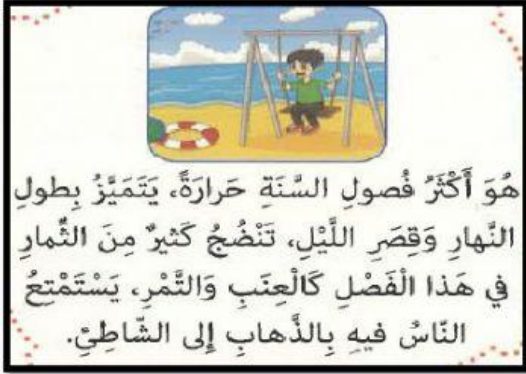 هُوَ أَكْثَرُ فُصولِ السَّنَةِ حَرارَةً، يَتَمَيَّزُ بِطولِ
النَّهارِ وَقِصَرِ اللَّيْلِ، تَنْضُجُ كَثيرٌ مِنَ الثِّمارِ
في هَذا الْفَصْلِ كَالْعِنَبِ وَالتَّمْرِ، يَسْتَمْتِعُ
النّاسُ فيهِ بِالذَّهابِ إِلى الشّاطِئِ.